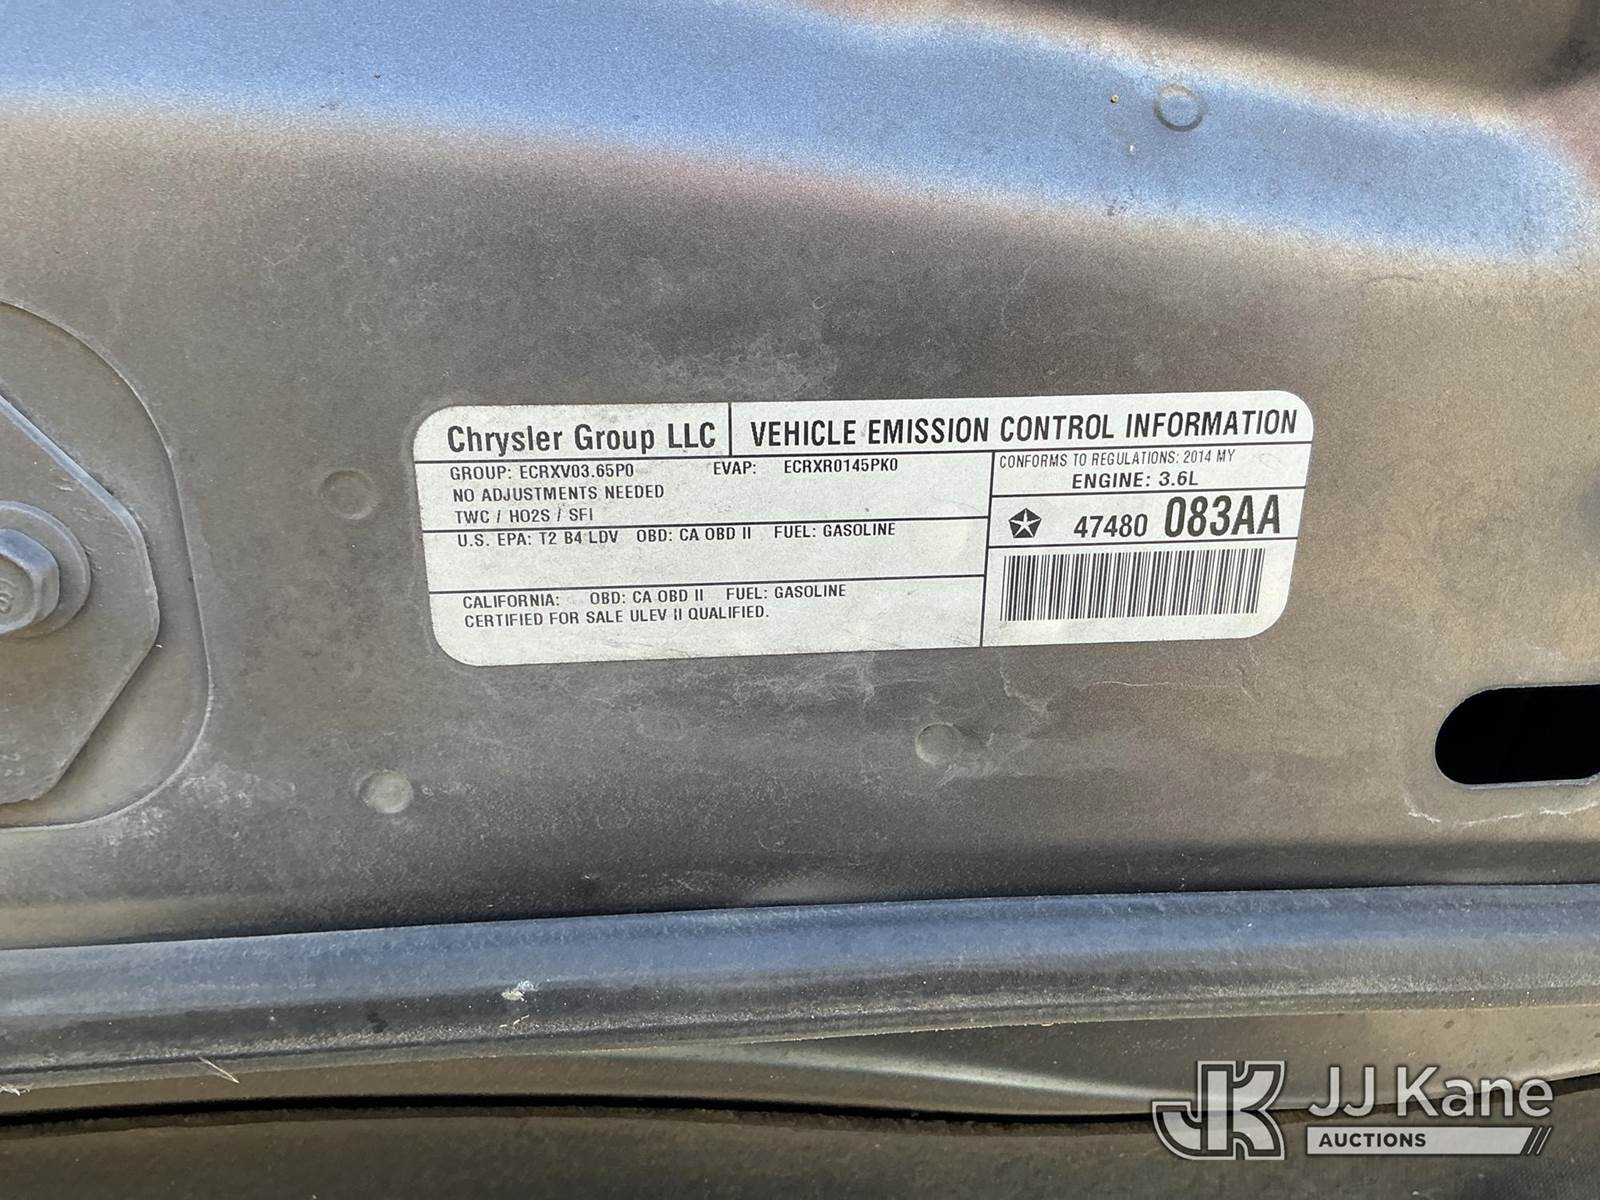 Chrysler Group LLC VEHICLE EMISSION CONTROL INFORMATION
GROUP: ECRXV03.65P0 EVAP: ECRXR0145PK0
NO ADJUSTMENTS NEEDED
TWC / HO2S / SFI
U.S. EPA: T2 B4 LDV OBD: CA OBD II FUEL: GASOLINE
CALIFORNIA: OBD: CA OBD II FUEL: GASOLINE
CERTIFIED FOR SALE ULEV II QUALIFIED.
CONFORMS TO REGULATIONS: 2014 MY
ENGINE: 3.6L
47480 083AA
JK JJ Kane
AUCTIONS